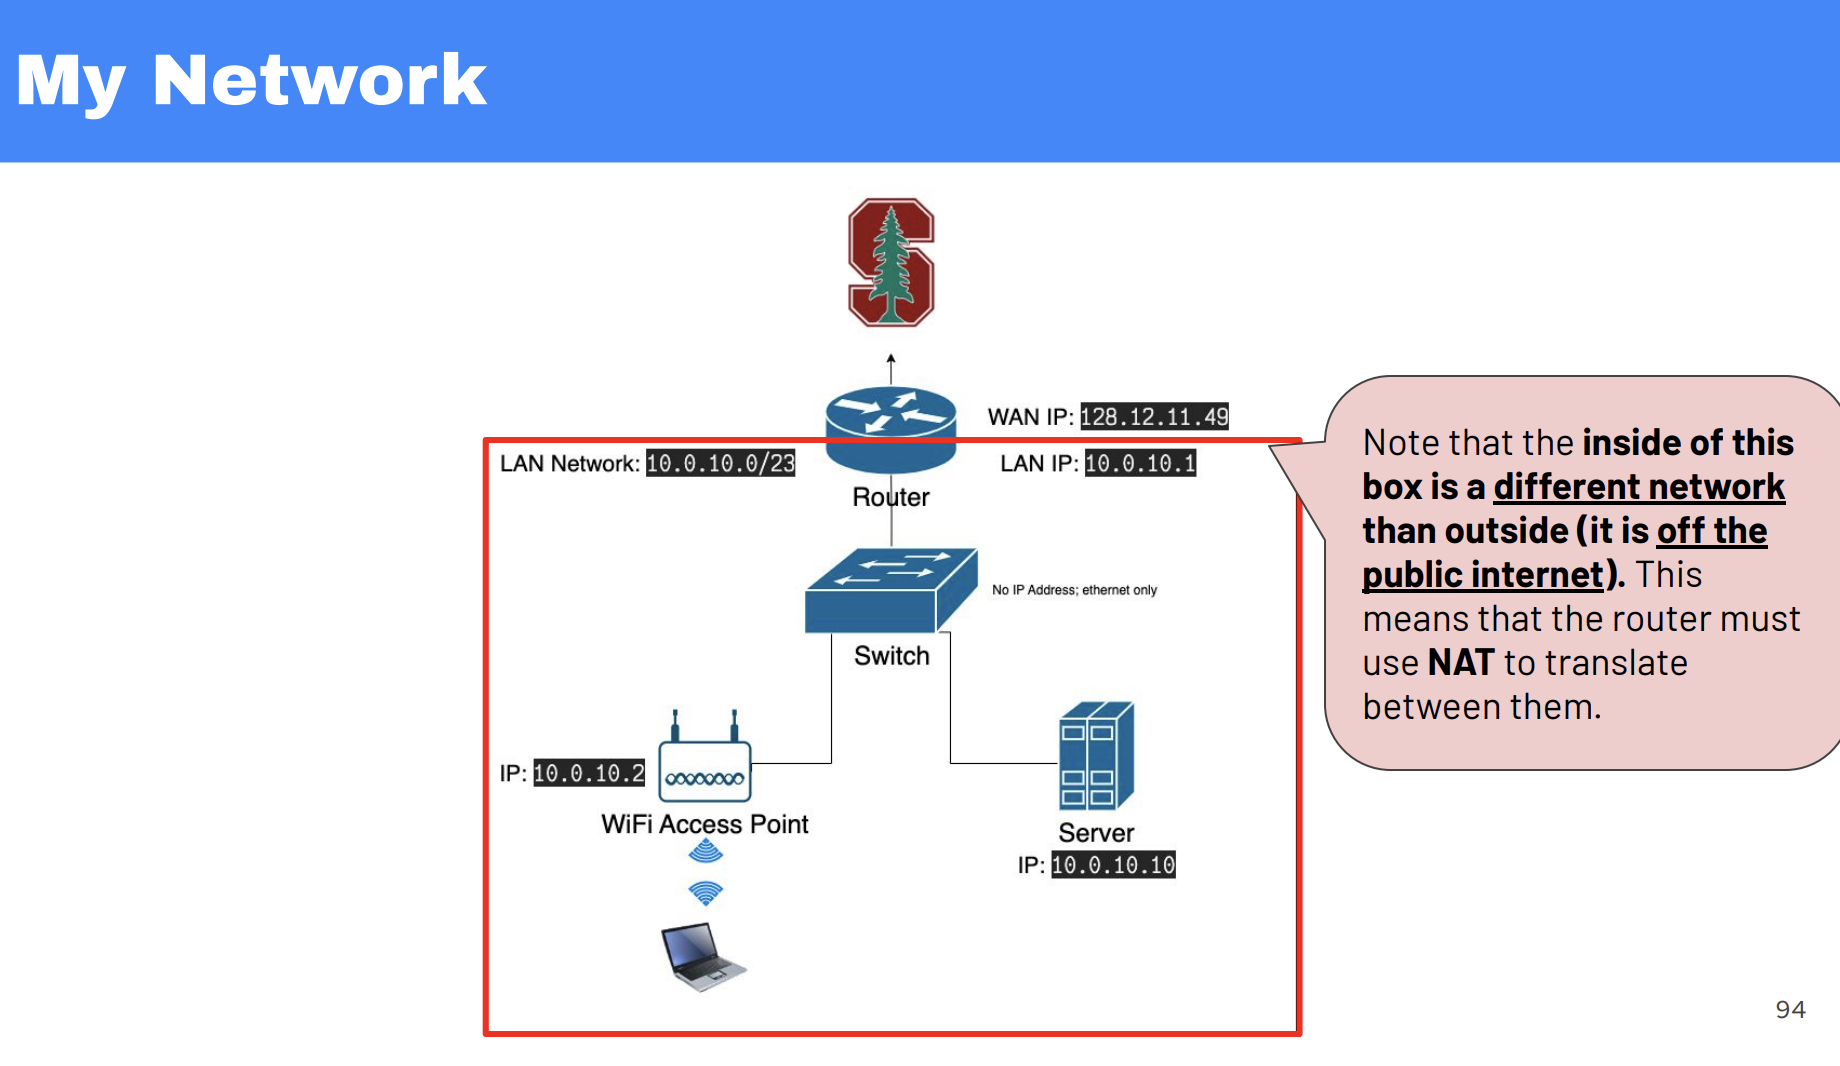 My Network
WAN IP: 128.12.11.49
LAN Network: 10.0.10.0/23
LAN IP: 10.0.10.1
Router
No IP Address; ethernet only
Switch
IP: 10.0.10.2
WiFi Access Point
Server
IP: 10.0.10.10
Note that the inside of this
box is a different network
than outside (it is off the
public internet). This
means that the router must
use NAT to translate
between them.
94